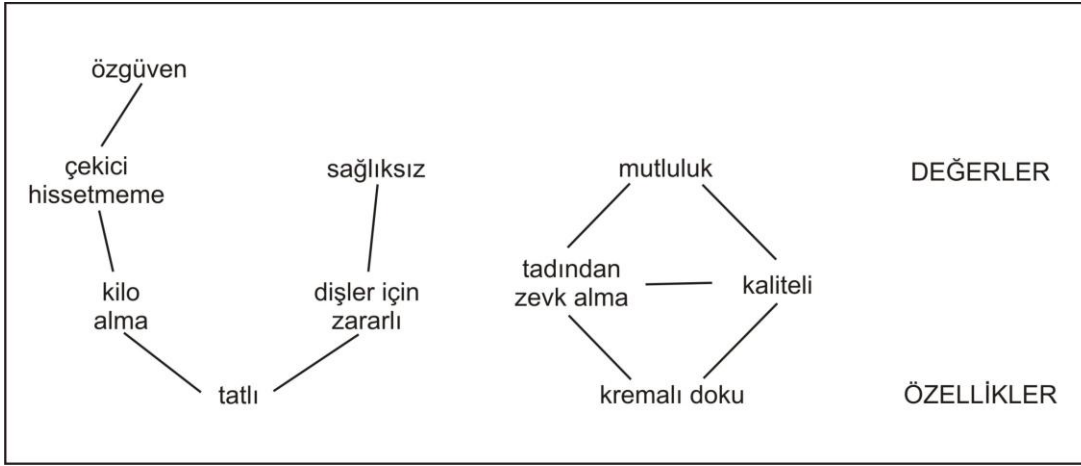 özgüven
çekici
hissetmeme
sağlıksız
mutluluk
DEĞERLER
kilo
alma
dişler için
zararlı
tadından
zevk alma
kaliteli
tatlı
kremalı doku
ÖZELLİKLER